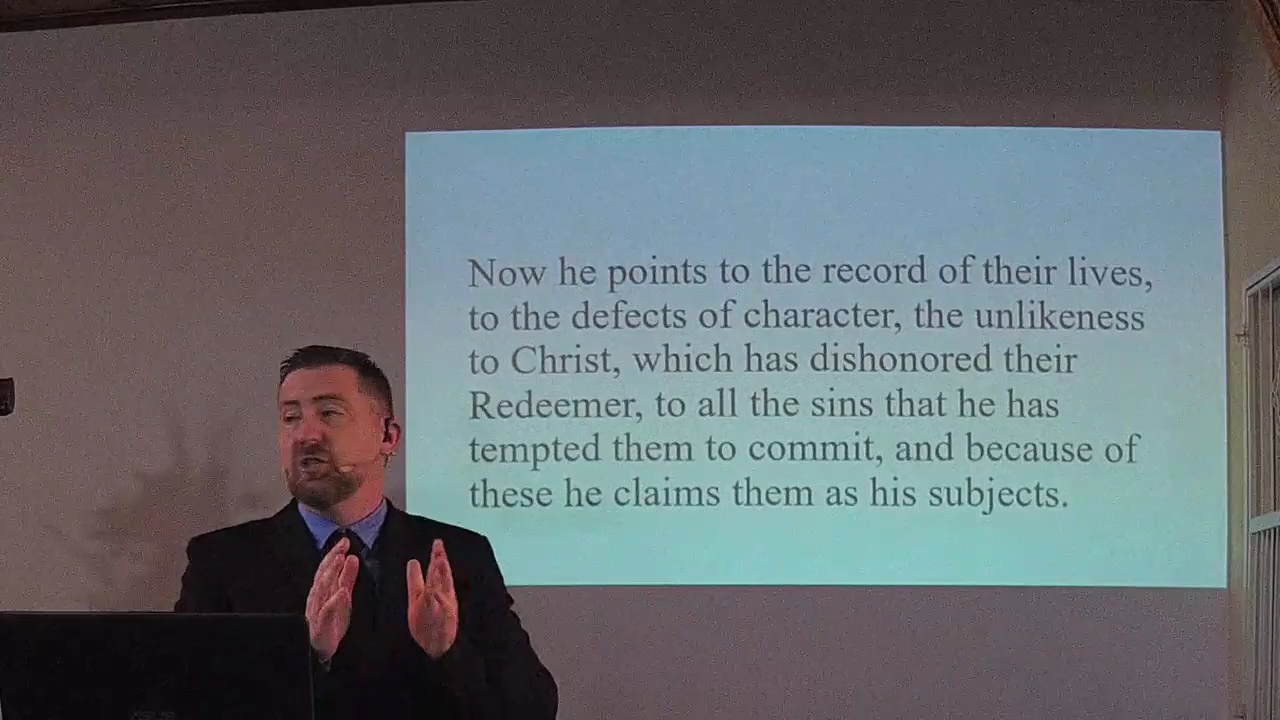 Now he points to the record of their lives,
to the defects of character, the unlikeness
to Christ, which has dishonored their
Redeemer, to all the sins that he has
tempted them to commit, and because of
these he claims them as his subjects.